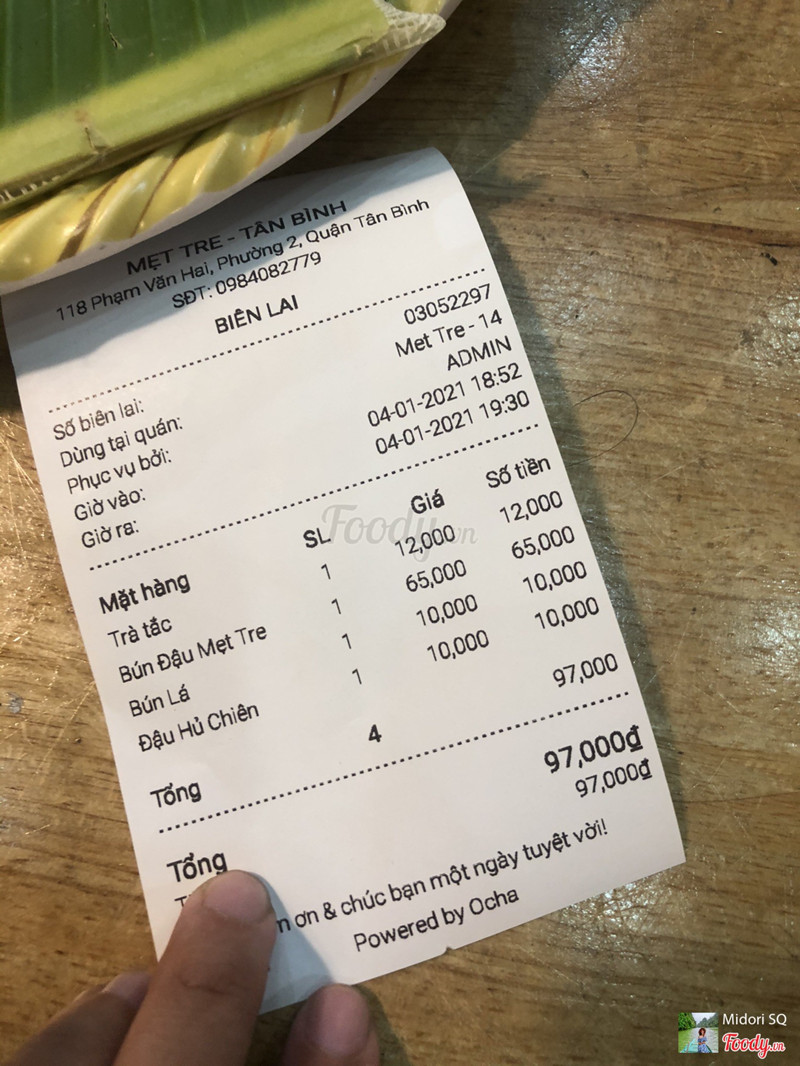 MẸT TRE - TÂN BÌNH
118 Phạm Văn Hai, Phường 2, Quận Tân Bình
SĐT: 0984082779
BIÊN LAI
Số biên lai: 03052297
Dùng tại quán: Met Tre - 14
Phục vụ bởi: ADMIN
Giờ vào: 04-01-2021 18:52
Giờ ra: 04-01-2021 19:30
Mặt hàng SL Giá Số tiền
Trà tắc 1 12,000 12,000
Bún Đậu Mẹt Tre 1 65,000 65,000
Bún Lá 1 10,000 10,000
Đậu Hủ Chiên 1 10,000 10,000
Tổng 4 97,000
Tổng 97,000₫
97,000₫
ơn & chúc bạn một ngày tuyệt vời!
Powered by Ocha
Foody.vn
Midori SQ
Foody.vn